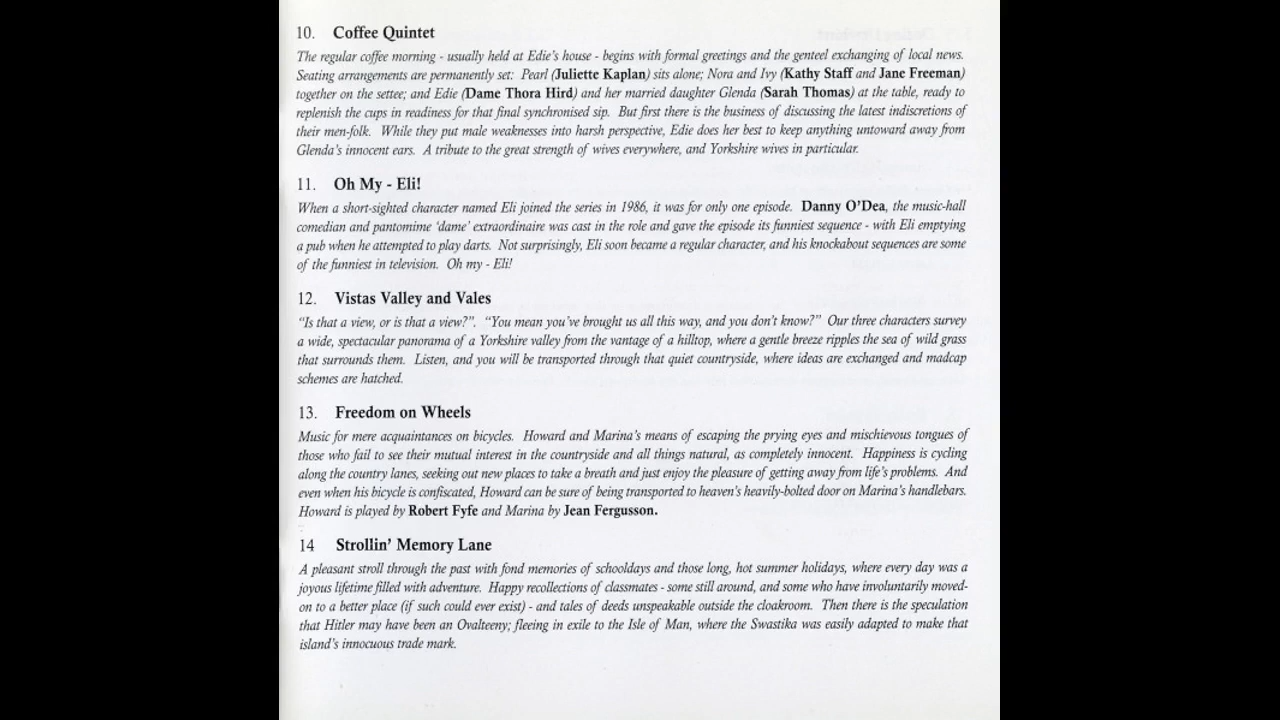 10. Coffee Quintet
The regular coffee morning - usually held at Edie's house - begins with formal greetings and the genteel exchanging of local news.
Seating arrangements are permanently set: Pearl (Juliette Kaplan) sits alone; Nora and Ivy (Kathy Staff and Jane Freeman)
together on the settee; and Edie (Dame Thora Hird) and her married daughter Glenda (Sarah Thomas) at the table, ready to
replenish the cups in readiness for that final synchronised sip. But first there is the business of discussing the latest indiscretions of
their men-folk. While they put male weaknesses into harsh perspective, Edie does her best to keep anything untoward away from
Glenda's innocent ears. A tribute to the great strength of wives everywhere, and Yorkshire wives in particular.
11. Oh My - Eli!
When a short-sighted character named Eli joined the series in 1986, it was for only one episode. Danny O'Dea, the music-hall
comedian and pantomime 'dame' extraordinaire was cast in the role and gave the episode its funniest sequence - with Eli emptying
a pub when he attempted to play darts. Not surprisingly, Eli soon became a regular character, and his knockabout sequences are some
of the funniest in television. Oh my - Eli!
12. Vistas Valley and Vales
"Is that a view, or is that a view?". "You mean you've brought us all this way, and you don't know?" Our three characters survey
a wide, spectacular panorama of a Yorkshire valley from the vantage of a hilltop, where a gentle breeze ripples the sea of wild grass
that surrounds them. Listen, and you will be transported through that quiet countryside, where ideas are exchanged and madcap
schemes are hatched.
13. Freedom on Wheels
Music for mere acquaintances on bicycles. Howard and Marina's means of escaping the prying eyes and mischievous tongues of
those who fail to see their mutual interest in the countryside and all things natural, as completely innocent. Happiness is cycling
along the country lanes, seeking out new places to take a breath and just enjoy the pleasure of getting away from life's problems. And
even when his bicycle is confiscated, Howard can be sure of being transported to heaven's heavily-bolted door on Marina's handlebars.
Howard is played by Robert Fyfe and Marina by Jean Fergusson.
14 Strollin' Memory Lane
A pleasant stroll through the past with fond memories of schooldays and those long, hot summer holidays, where every day was a
joyous lifetime filled with adventure. Happy recollections of classmates - some still around, and some who have involuntarily moved-
on to a better place (if such could ever exist) - and tales of deeds unspeakable outside the cloakroom. Then there is the speculation
that Hitler may have been an Ovalteeny; fleeing in exile to the Isle of Man, where the Swastika was easily adapted to make that
island's innocuous trade mark.